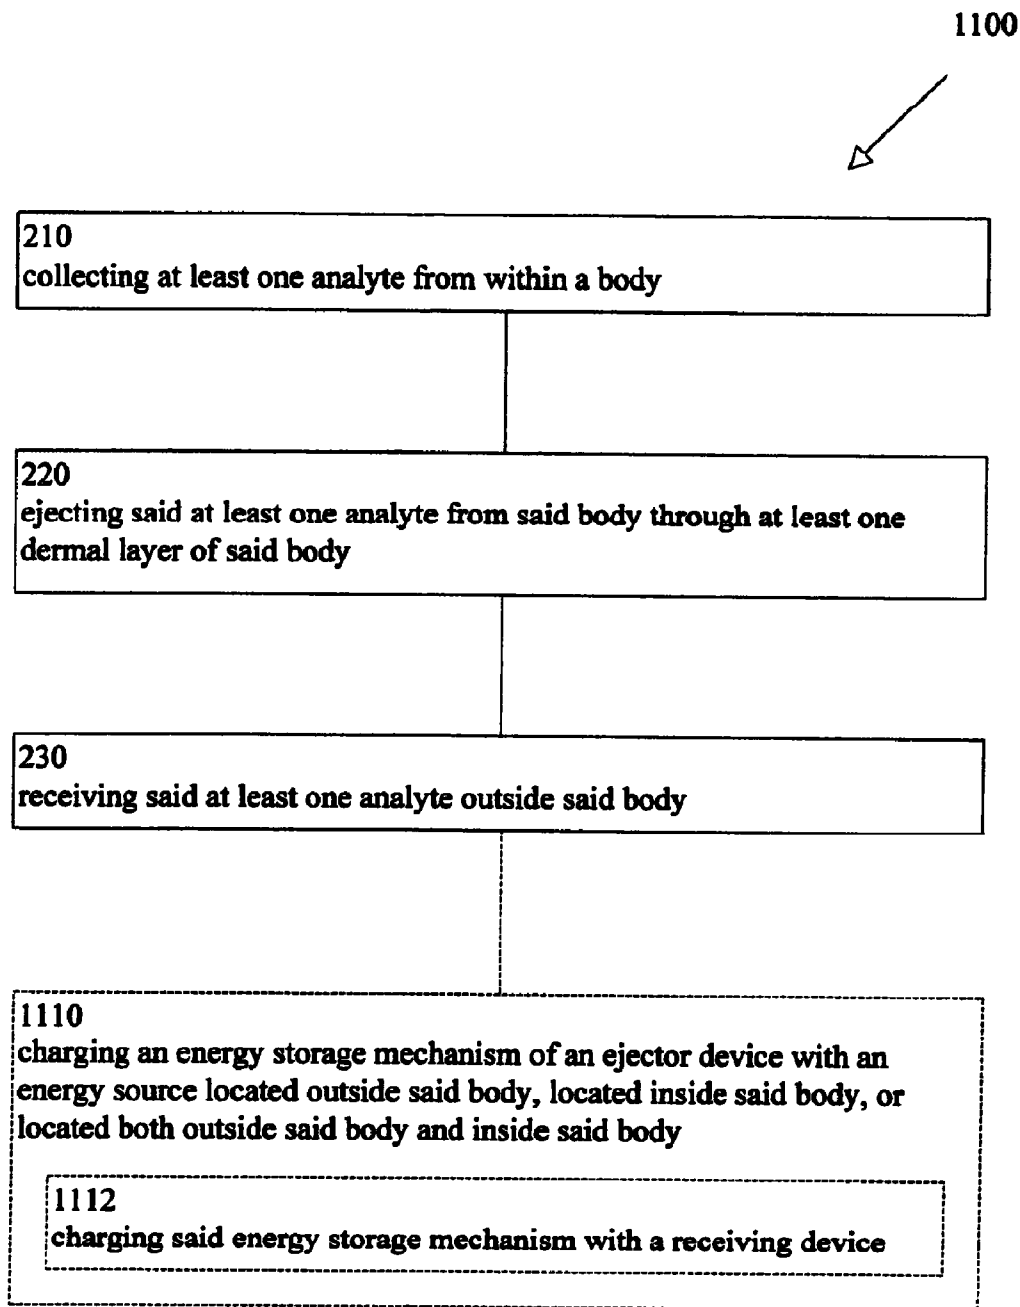 1100
210
collecting at least one analyte from within a body
220
ejecting said at least one analyte from said body through at least one
dermal layer of said body
230
receiving said at least one analyte outside said body
1110
charging an energy storage mechanism of an ejector device with an
energy source located outside said body, located inside said body, or
located both outside said body and inside said body
1112
charging said energy storage mechanism with a receiving device